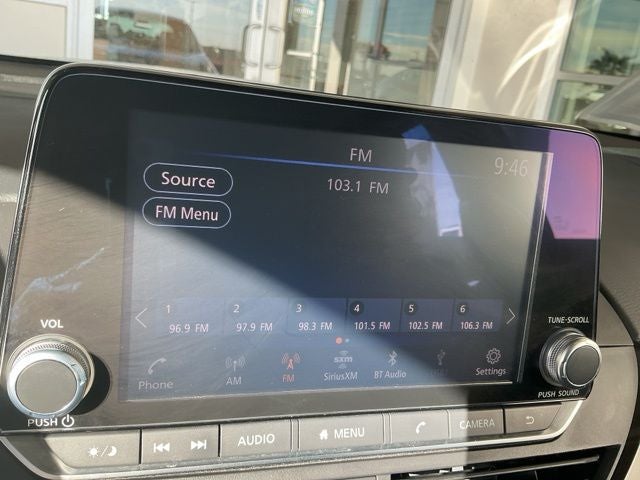 FM
9:46
Source
103.1 FM
FM Menu
1 2 3 4 5 6
96.9 FM 97.9 FM 98.3 FM 101.5 FM 102.5 FM 106.3 FM
VOL
TUNE·SCROLL
sxm
Phone AM FM SiriusXM BT Audio Settings
PUSH
PUSH SOUND
AUDIO MENU CAMERA